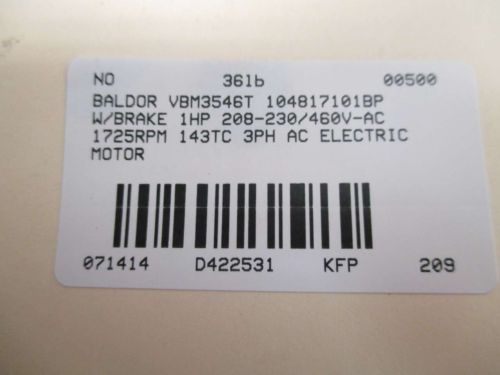 NO 36lb 00500
BALDOR VBM3546T 104817101BP
W/BRAKE 1HP 208-230/460V-AC
1725RPM 143TC 3PH AC ELECTRIC
MOTOR
071414 D422531 KFP 209